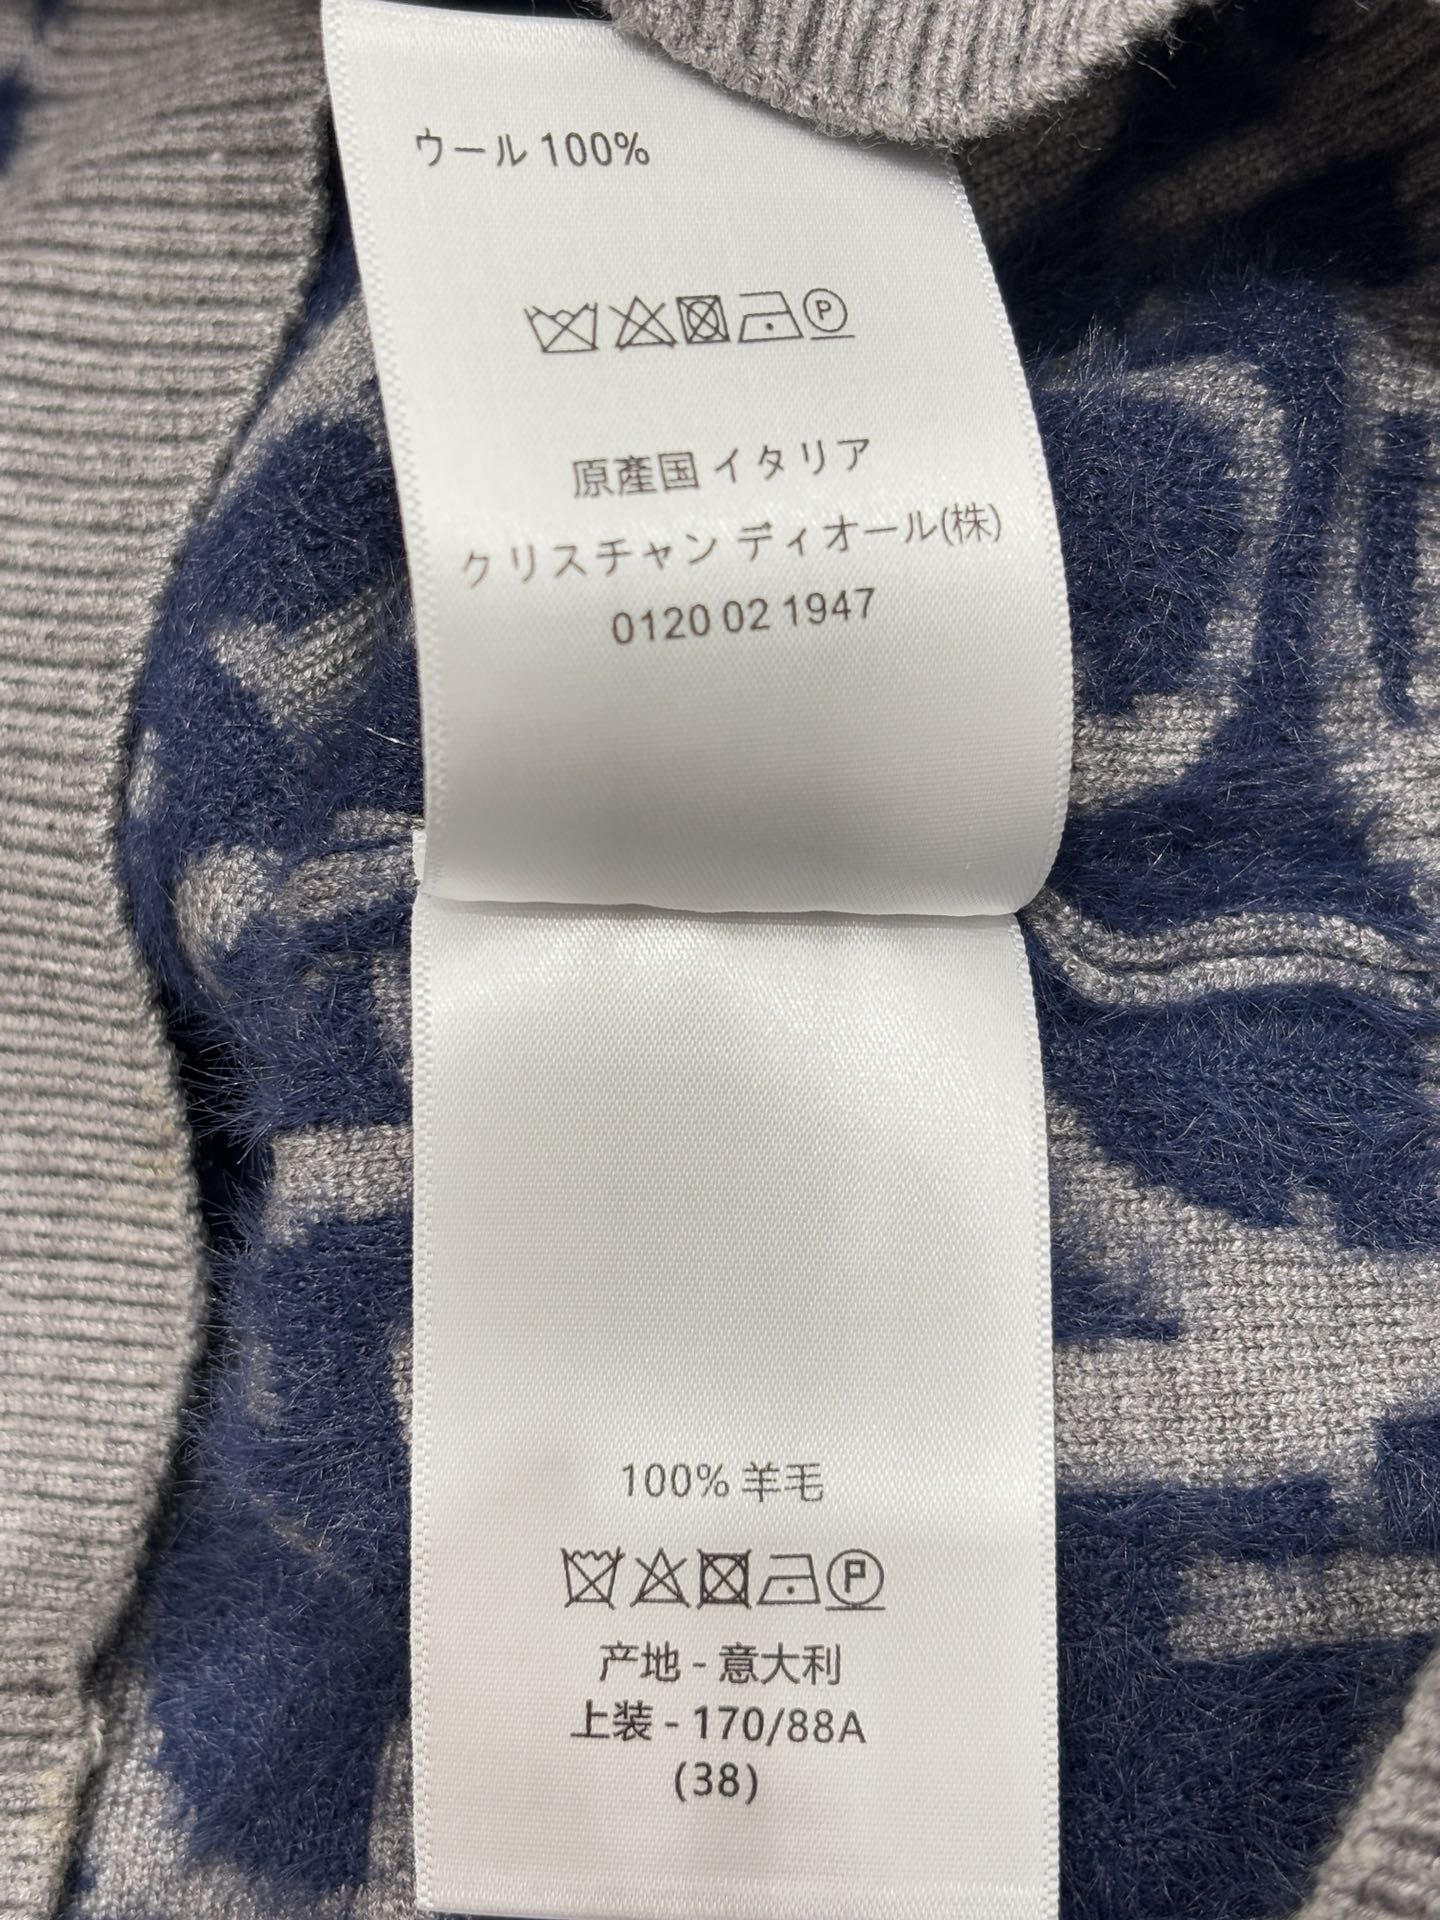 ウール 100%
P
原産国 イタリア
クリスチャン ディオール(株)
0120 02 1947
100% 羊毛
P
产地 - 意大利
上装 - 170/88A
(38)